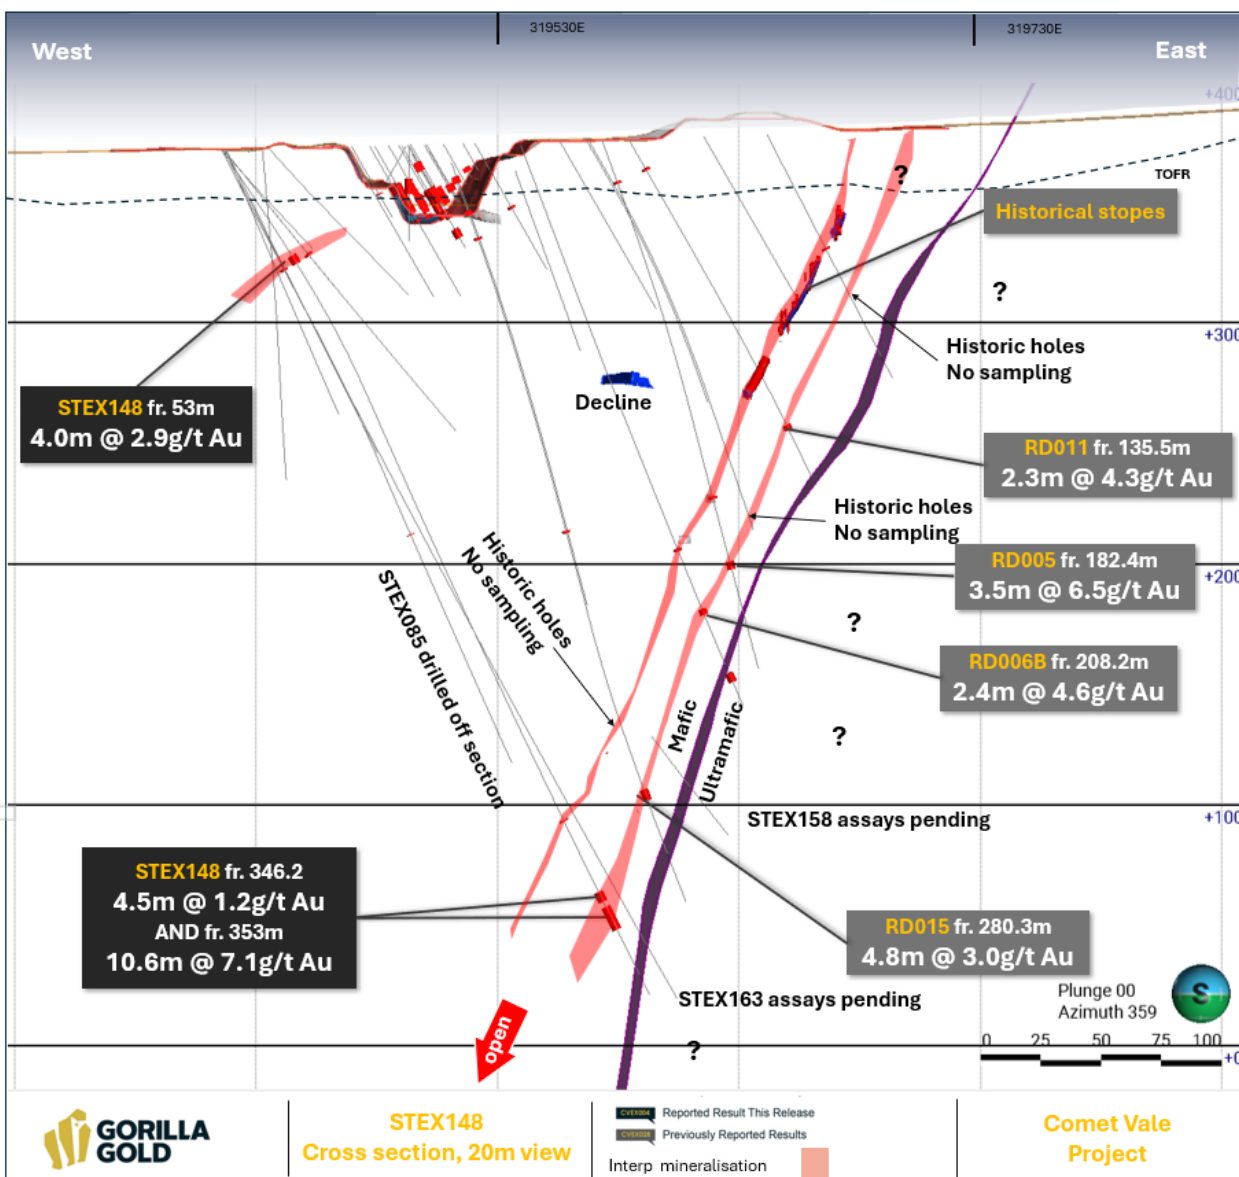 319530E
319730E
West
East
+400
TOFR
?
Historical stopes
?
+300
Historic holes
No sampling
Decline
STEX148 fr. 53m
4.0m @ 2.9g/t Au
RD011 fr. 135.5m
2.3m @ 4.3g/t Au
Historic holes
No sampling
Historic holes
No sampling
RD005 fr. 182.4m
3.5m @ 6.5g/t Au
+200
STEX085 drilled off section
?
RD006B fr. 208.2m
2.4m @ 4.6g/t Au
Mafic
Ultramafic
?
+100
STEX158 assays pending
STEX148 fr. 346.2
4.5m @ 1.2g/t Au
AND fr. 353m
10.6m @ 7.1g/t Au
RD015 fr. 280.3m
4.8m @ 3.0g/t Au
STEX163 assays pending
Plunge 00
Azimuth 359
S
open
?
0 25 50 75 100
+0
GORILLA
GOLD
STEX148
Cross section, 20m view
CVEX004 Reported Result This Release
CVEX028 Previously Reported Results
Interp mineralisation
Comet Vale
Project